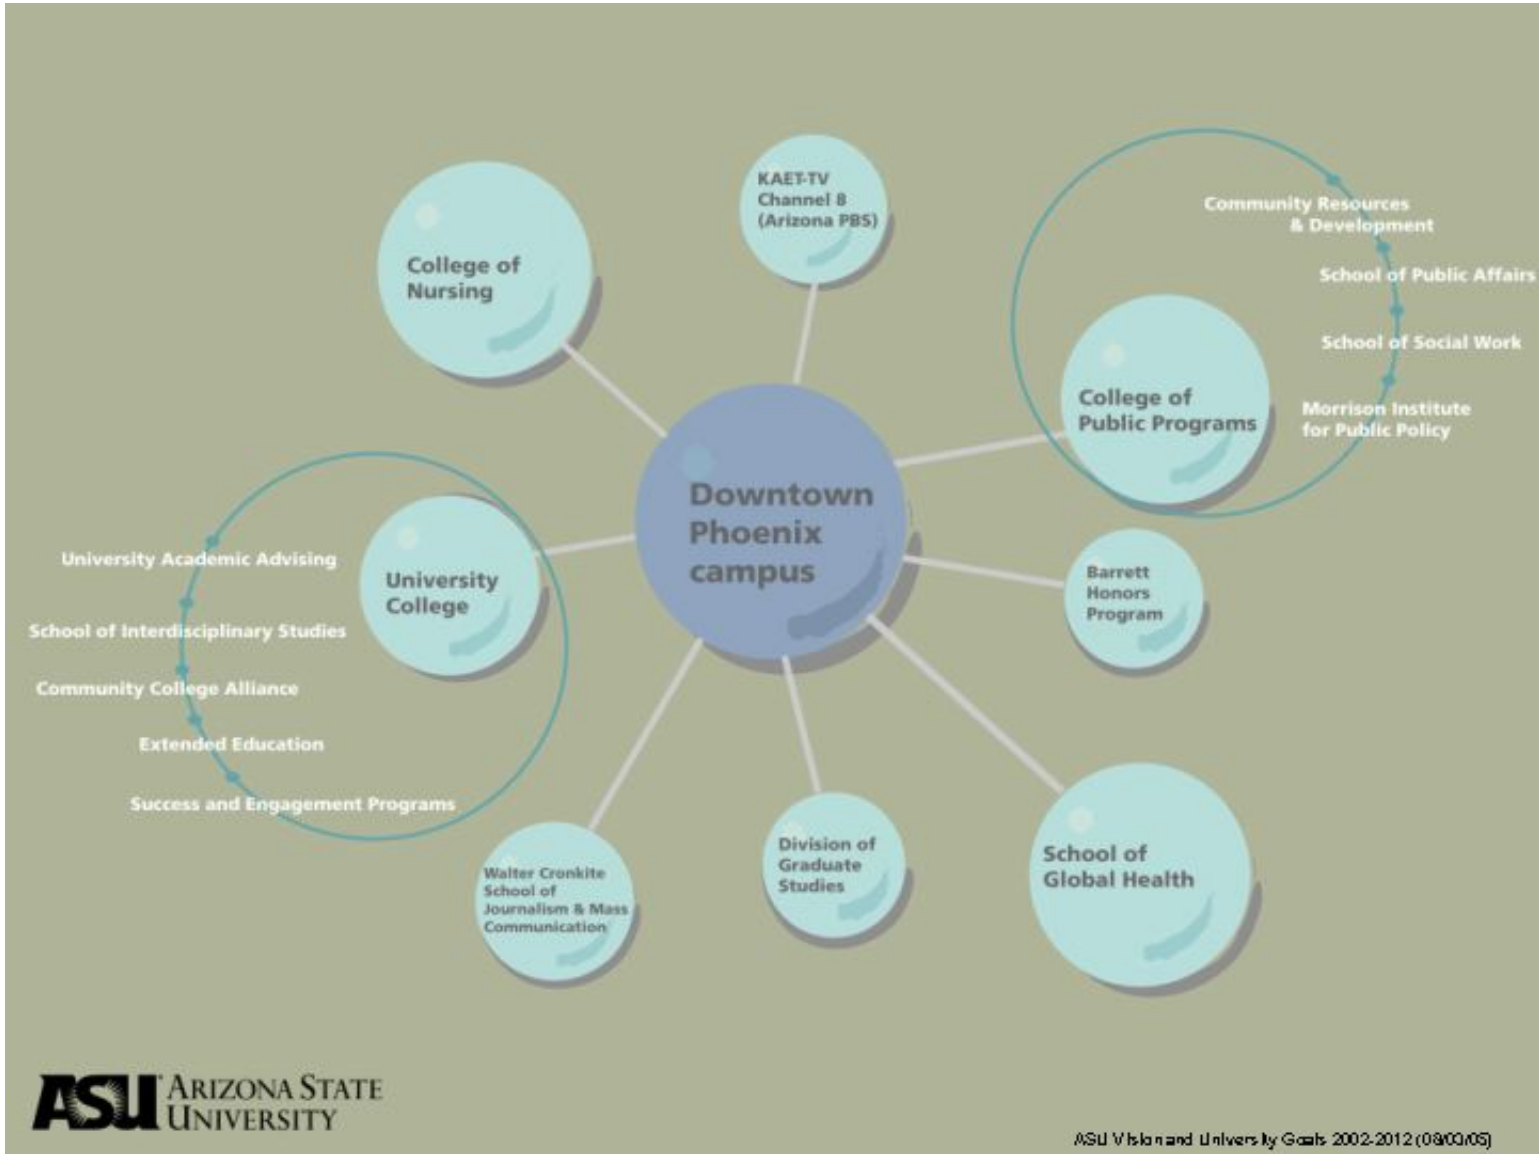 KAET-TV
Channel 8
(Arizona PBS)
College of
Nursing
Community Resources
& Development
School of Public Affairs
School of Social Work
Morrison Institute
for Public Policy
College of
Public Programs
Downtown
Phoenix
campus
University Academic Advising
School of Interdisciplinary Studies
Community College Alliance
Extended Education
Success and Engagement Programs
University
College
Barrett
Honors
Program
Walter Cronkite
School of
Journalism & Mass
Communication
Division of
Graduate
Studies
School of
Global Health
ASU ARIZONA STATE
UNIVERSITY
ASU Vision and University Goals 2002-2012